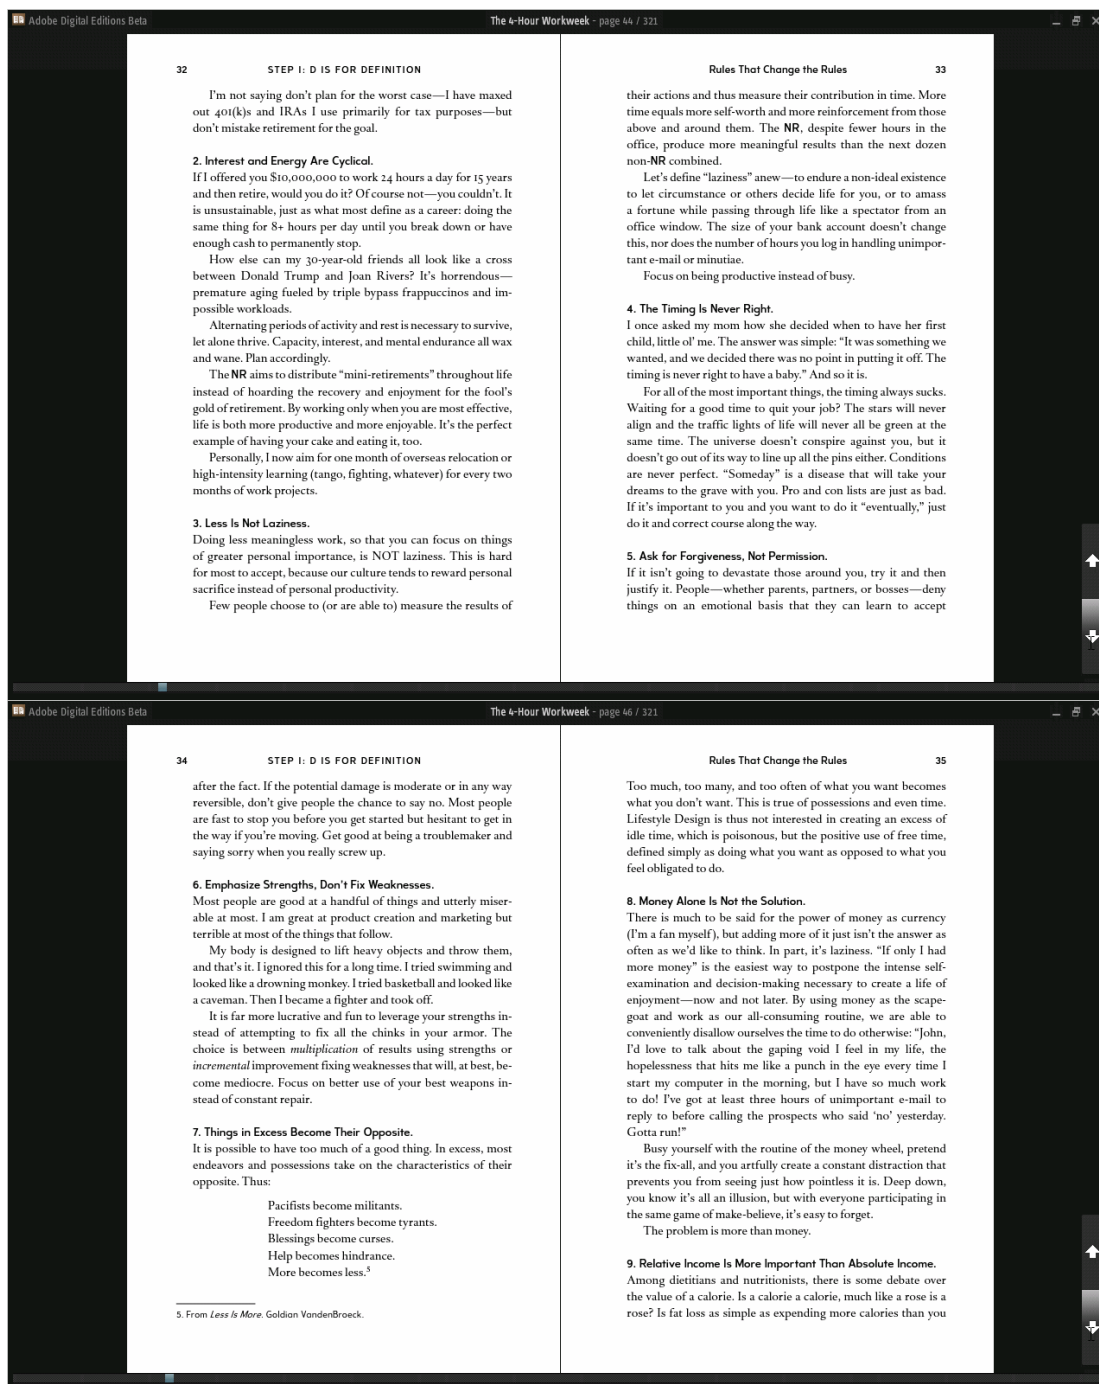 Adobe Digital Editions Beta
The 4-Hour Workweek - page 44 / 321
32
STEP I: D IS FOR DEFINITION
I'm not saying don't plan for the worst case—I have maxed
out 401(k)s and IRAs I use primarily for tax purposes—but
don't mistake retirement for the goal.
2. Interest and Energy Are Cyclical.
If I offered you $10,000,000 to work 24 hours a day for 15 years
and then retire, would you do it? Of course not—you couldn't. It
is unsustainable, just as what most define as a career: doing the
same thing for 8+ hours per day until you break down or have
enough cash to permanently stop.
How else can my 30-year-old friends all look like a cross
between Donald Trump and Joan Rivers? It's horrendous—
premature aging fueled by triple bypass frappuccinos and im-
possible workloads.
Alternating periods of activity and rest is necessary to survive,
let alone thrive. Capacity, interest, and mental endurance all wax
and wane. Plan accordingly.
The NR aims to distribute "mini-retirements" throughout life
instead of hoarding the recovery and enjoyment for the fool's
gold of retirement. By working only when you are most effective,
life is both more productive and more enjoyable. It's the perfect
example of having your cake and eating it, too.
Personally, I now aim for one month of overseas relocation or
high-intensity learning (tango, fighting, whatever) for every two
months of work projects.
3. Less Is Not Laziness.
Doing less meaningless work, so that you can focus on things
of greater personal importance, is NOT laziness. This is hard
for most to accept, because our culture tends to reward personal
sacrifice instead of personal productivity.
Few people choose to (or are able to) measure the results of
Rules That Change the Rules
33
their actions and thus measure their contribution in time. More
time equals more self-worth and more reinforcement from those
above and around them. The NR, despite fewer hours in the
office, produce more meaningful results than the next dozen
non-NR combined.
Let's define "laziness" anew—to endure a non-ideal existence
to let circumstance or others decide life for you, or to amass
a fortune while passing through life like a spectator from an
office window. The size of your bank account doesn't change
this, nor does the number of hours you log in handling unimpor-
tant e-mail or minutiae.
Focus on being productive instead of busy.
4. The Timing Is Never Right.
I once asked my mom how she decided when to have her first
child, little ol' me. The answer was simple: "It was something we
wanted, and we decided there was no point in putting it off. The
timing is never right to have a baby." And so it is.
For all of the most important things, the timing always sucks.
Waiting for a good time to quit your job? The stars will never
align and the traffic lights of life will never all be green at the
same time. The universe doesn't conspire against you, but it
doesn't go out of its way to line up all the pins either. Conditions
are never perfect. "Someday" is a disease that will take your
dreams to the grave with you. Pro and con lists are just as bad.
If it's important to you and you want to do it "eventually," just
do it and correct course along the way.
5. Ask for Forgiveness, Not Permission.
If it isn't going to devastate those around you, try it and then
justify it. People—whether parents, partners, or bosses—deny
things on an emotional basis that they can learn to accept
Adobe Digital Editions Beta
The 4-Hour Workweek - page 46 / 321
34
STEP I: D IS FOR DEFINITION
after the fact. If the potential damage is moderate or in any way
reversible, don't give people the chance to say no. Most people
are fast to stop you before you get started but hesitant to get in
the way if you're moving. Get good at being a troublemaker and
saying sorry when you really screw up.
6. Emphasize Strengths, Don't Fix Weaknesses.
Most people are good at a handful of things and utterly miser-
able at most. I am great at product creation and marketing but
terrible at most of the things that follow.
My body is designed to lift heavy objects and throw them,
and that's it. I ignored this for a long time. I tried swimming and
looked like a drowning monkey. I tried basketball and looked like
a caveman. Then I became a fighter and took off.
It is far more lucrative and fun to leverage your strengths in-
stead of attempting to fix all the chinks in your armor. The
choice is between multiplication of results using strengths or
incremental improvement fixing weaknesses that will, at best, be-
come mediocre. Focus on better use of your best weapons in-
stead of constant repair.
7. Things in Excess Become Their Opposite.
It is possible to have too much of a good thing. In excess, most
endeavors and possessions take on the characteristics of their
opposite. Thus:
Pacifists become militants.
Freedom fighters become tyrants.
Blessings become curses.
Help becomes hindrance.
More becomes less.5
5. From Less Is More. Goldian VandenBroeck.
Rules That Change the Rules
35
Too much, too many, and too often of what you want becomes
what you don't want. This is true of possessions and even time.
Lifestyle Design is thus not interested in creating an excess of
idle time, which is poisonous, but the positive use of free time,
defined simply as doing what you want as opposed to what you
feel obligated to do.
8. Money Alone Is Not the Solution.
There is much to be said for the power of money as currency
(I'm a fan myself), but adding more of it just isn't the answer as
often as we'd like to think. In part, it's laziness. "If only I had
more money" is the easiest way to postpone the intense self-
examination and decision-making necessary to create a life of
enjoyment—now and not later. By using money as the scape-
goat and work as our all-consuming routine, we are able to
conveniently disallow ourselves the time to do otherwise: "John,
I'd love to talk about the gaping void I feel in my life, the
hopelessness that hits me like a punch in the eye every time I
start my computer in the morning, but I have so much work
to do! I've got at least three hours of unimportant e-mail to
reply to before calling the prospects who said 'no' yesterday.
Gotta run!"
Busy yourself with the routine of the money wheel, pretend
it's the fix-all, and you artfully create a constant distraction that
prevents you from seeing just how pointless it is. Deep down,
you know it's all an illusion, but with everyone participating in
the same game of make-believe, it's easy to forget.
The problem is more than money.
9. Relative Income Is More Important Than Absolute Income.
Among dietitians and nutritionists, there is some debate over
the value of a calorie. Is a calorie a calorie, much like a rose is a
rose? Is fat loss as simple as expending more calories than you